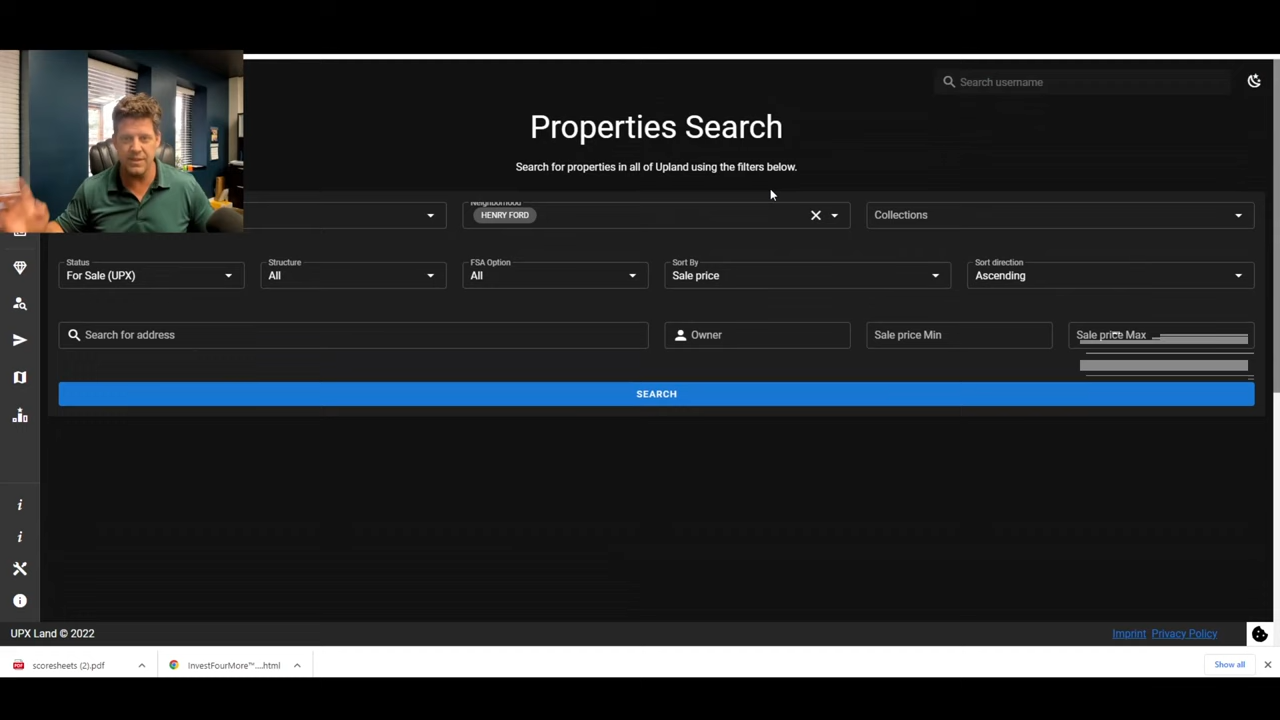 Search username
Properties Search
Search for properties in all of Upland using the filters below.
Neighborhood
HENRY FORD
Collections
Status
For Sale (UPX)
Structure
All
FSA Option
All
Sort By
Sale price
Sort direction
Ascending
Search for address
Owner
Sale price Min
Sale price Max
SEARCH
UPX Land © 2022
Imprint
Privacy Policy
scoresheets (2).pdf
InvestFourMore™....html
Show all